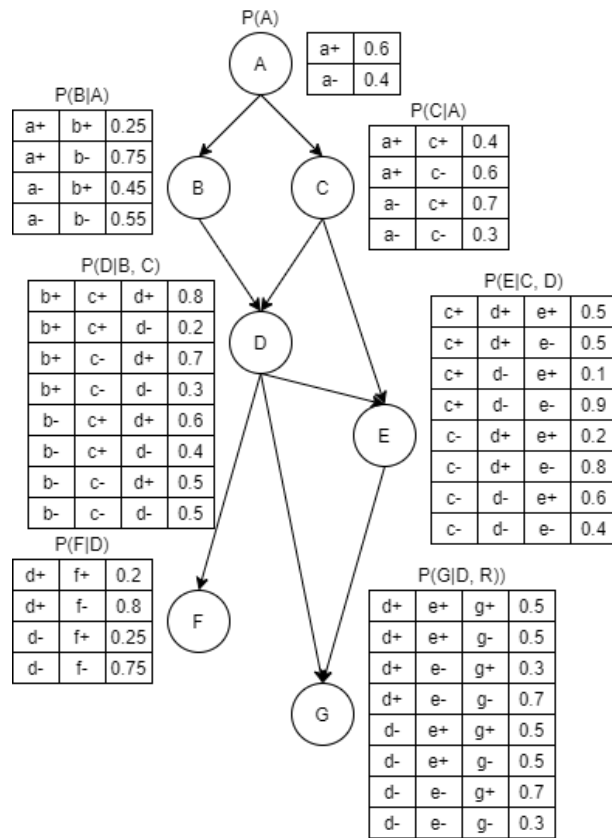 P(A)
A
a+ 0.6
a- 0.4
P(B|A)
a+ b+ 0.25
a+ b- 0.75
a- b+ 0.45
a- b- 0.55
P(C|A)
a+ c+ 0.4
a+ c- 0.6
a- c+ 0.7
a- c- 0.3
B
C
P(D|B, C)
b+ c+ d+ 0.8
b+ c+ d- 0.2
b+ c- d+ 0.7
b+ c- d- 0.3
b- c+ d+ 0.6
b- c+ d- 0.4
b- c- d+ 0.5
b- c- d- 0.5
D
P(E|C, D)
c+ d+ e+ 0.5
c+ d+ e- 0.5
c+ d- e+ 0.1
c+ d- e- 0.9
c- d+ e+ 0.2
c- d+ e- 0.8
c- d- e+ 0.6
c- d- e- 0.4
E
P(F|D)
d+ f+ 0.2
d+ f- 0.8
d- f+ 0.25
d- f- 0.75
F
P(G|D, R))
d+ e+ g+ 0.5
d+ e+ g- 0.5
d+ e- g+ 0.3
d+ e- g- 0.7
d- e+ g+ 0.5
d- e+ g- 0.5
d- e- g+ 0.7
d- e- g- 0.3
G